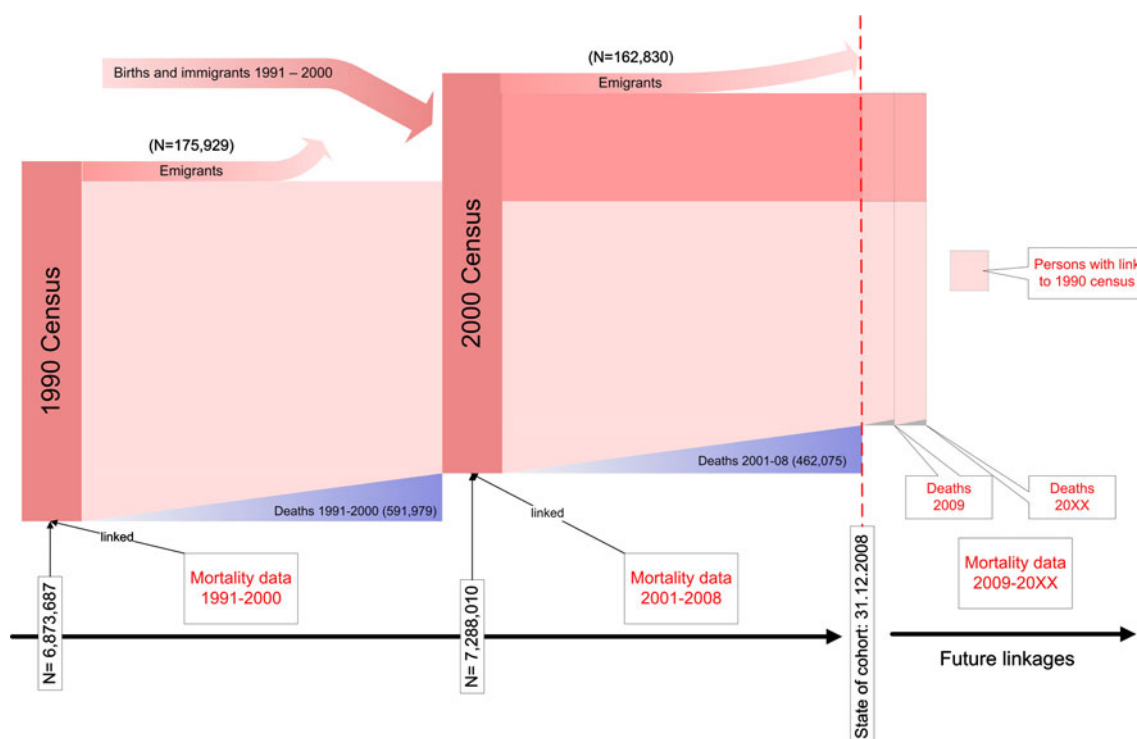 Births and immigrants 1991 – 2000
(N=162,830)
Emigrants
(N=175,929)
Emigrants
1990 Census
2000 Census
Persons with link
to 1990 census
Deaths 1991-2000 (591,979)
Deaths 2001-08 (462,075)
Deaths
2009
Deaths
20XX
linked
linked
Mortality data
1991-2000
Mortality data
2001-2008
Mortality data
2009-20XX
N= 6,873,687
N= 7,288,010
State of cohort: 31.12.2008
Future linkages